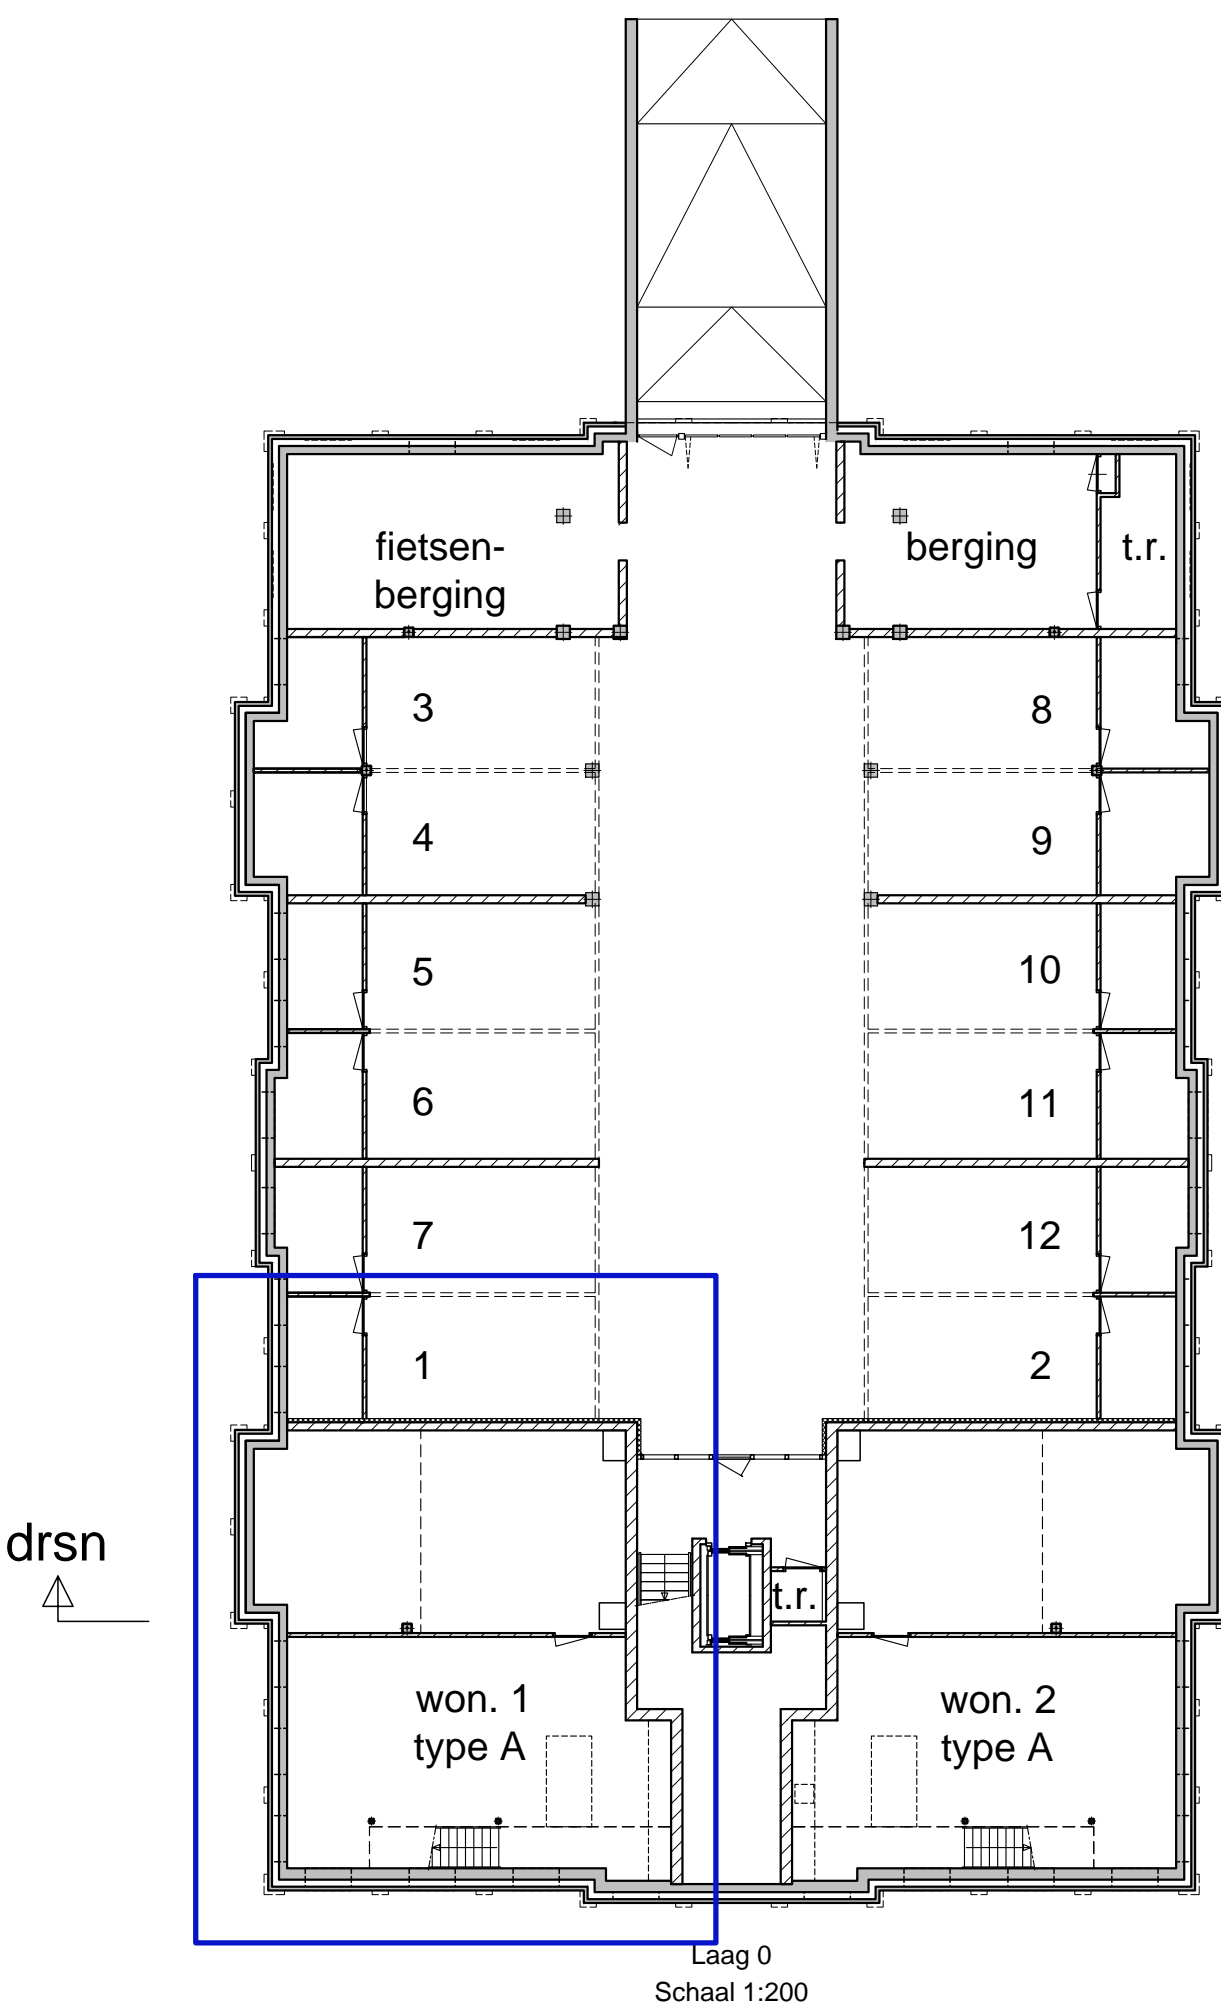 fietsen-
berging
berging
t.r.
3
8
4
9
5
10
6
11
7
12
1
2
drsn
t.r.
won. 1
type A
won. 2
type A
Laag 0
Schaal 1:200